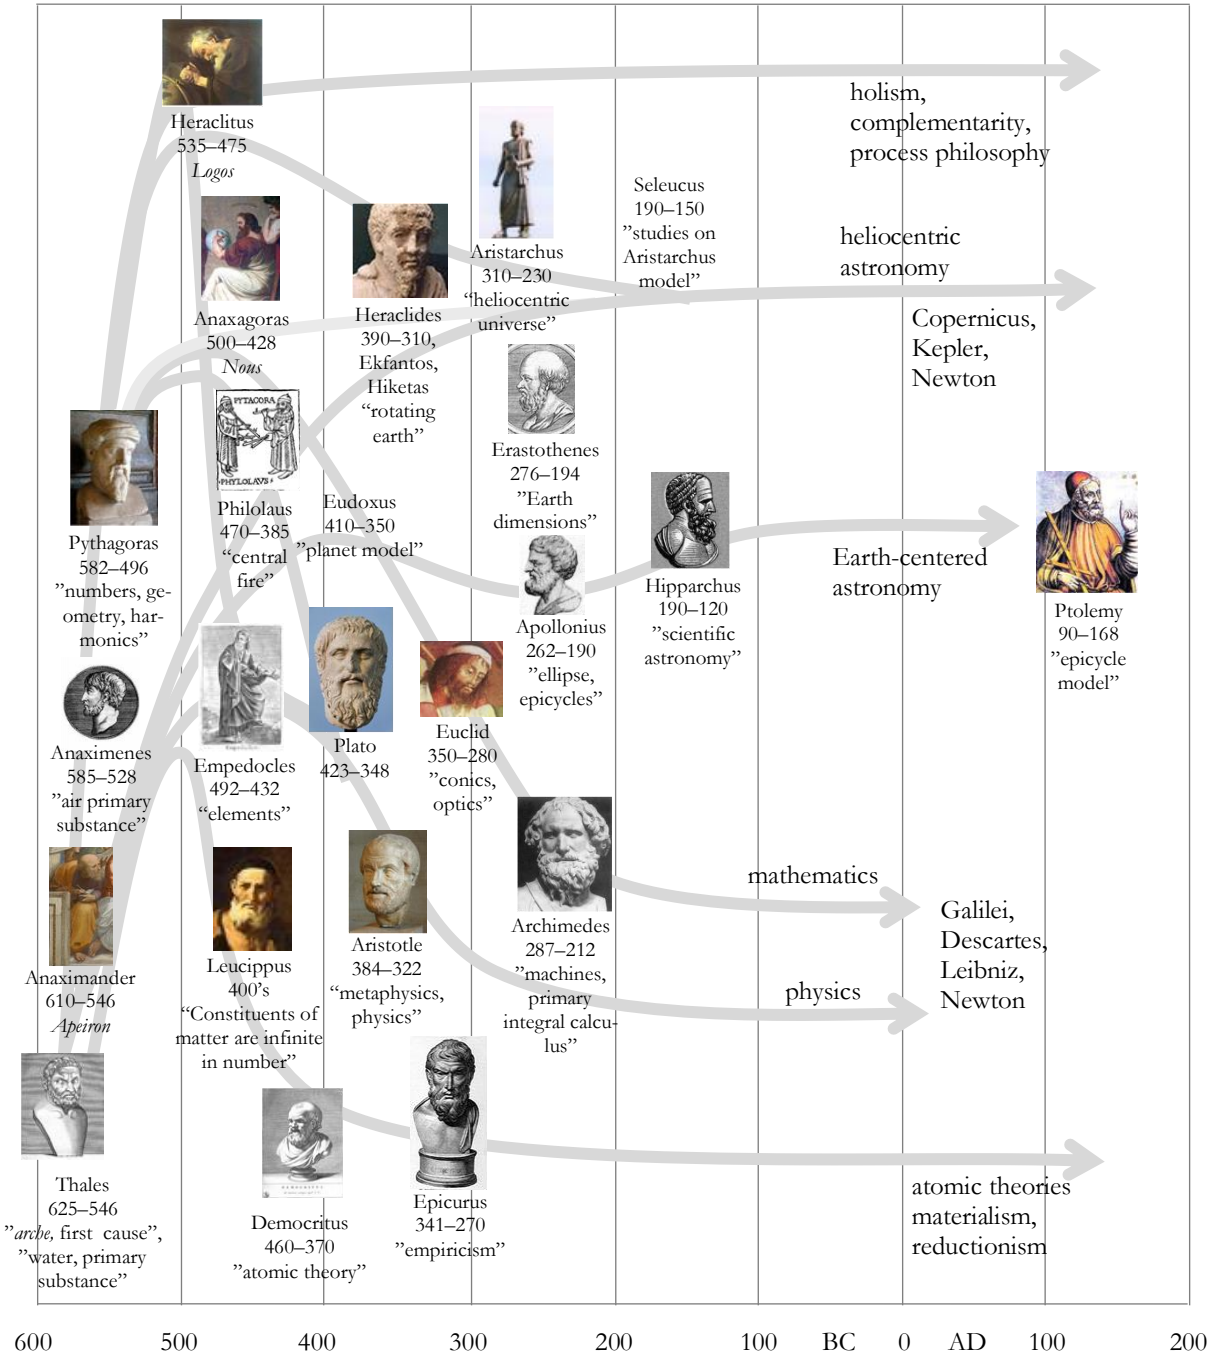 Heraclitus
535–475
Logos
holism,
complementarity,
process philosophy
Seleucus
190–150
”studies on
Aristarchus
model”
heliocentric
astronomy
Aristarchus
310–230
“heliocentric
universe”
Anaxagoras
500–428
Nous
Heraclides
390–310,
Ekfantos,
Hiketas
“rotating
earth”
Copernicus,
Kepler,
Newton
PYTACORA
PHYLOLAVS
Erastothenes
276–194
”Earth
dimensions”
Philolaus
470–385
“central
fire”
Eudoxus
410–350
”planet model”
Pythagoras
582–496
”numbers, ge-
ometry, har-
monics”
Earth-centered
astronomy
Hipparchus
190–120
”scientific
astronomy”
Ptolemy
90–168
”epicycle
model”
Apollonius
262–190
”ellipse,
epicycles”
Anaximenes
585–528
”air primary
substance”
Empedocles
492–432
“elements”
Plato
423–348
Euclid
350–280
”conics,
optics”
mathematics
Galilei,
Descartes,
Leibniz,
Newton
physics
Anaximander
610–546
Apeiron
Leucippus
400’s
“Constituents of
matter are infinite
in number”
Aristotle
384–322
“metaphysics,
physics”
Archimedes
287–212
”machines,
primary
integral calcu-
lus”
Thales
625–546
”arche, first cause”,
”water, primary
substance”
Democritus
460–370
”atomic theory”
Epicurus
341–270
”empiricism”
atomic theories
materialism,
reductionism
600 500 400 300 200 100 BC 0 AD 100 200